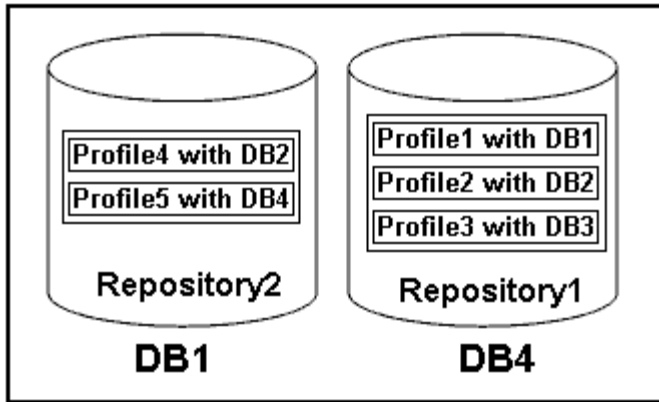 Profile4 with DB2
Profile5 with DB4
Repository2
DB1
Profile1 with DB1
Profile2 with DB2
Profile3 with DB3
Repository1
DB4